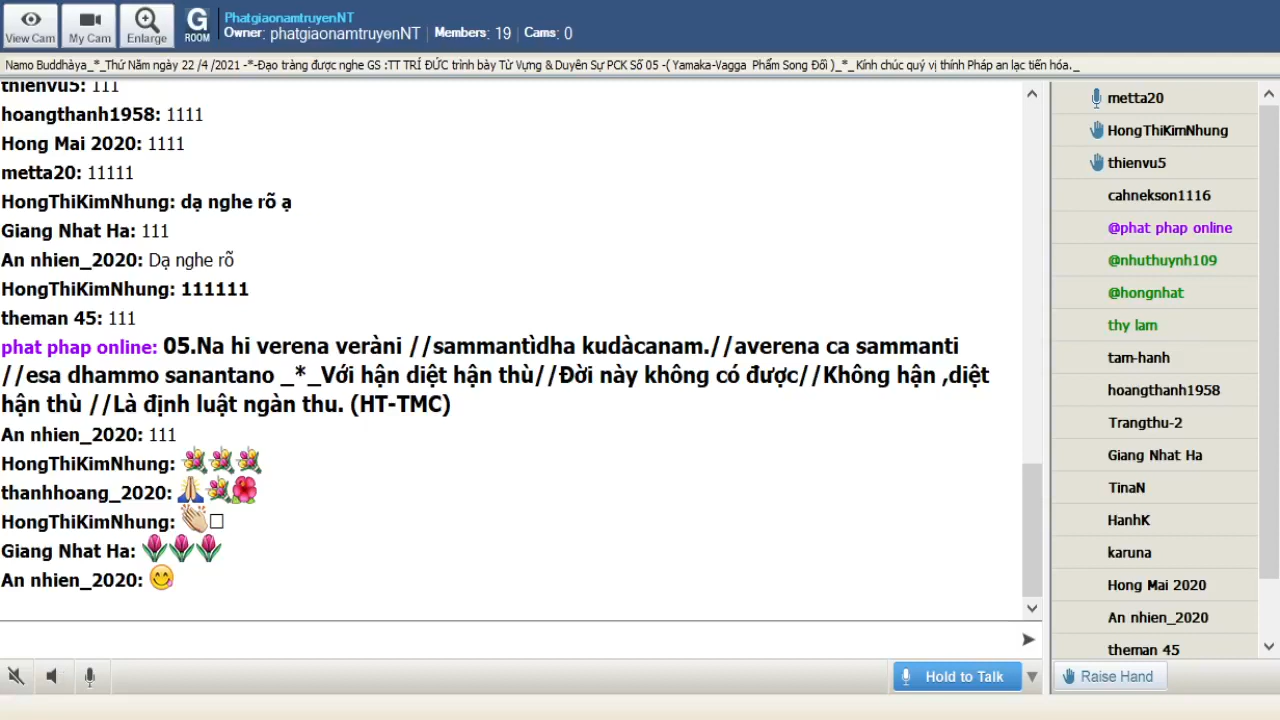 View Cam
My Cam
Enlarge
G
ROOM
PhatgiaonamtruyenNT
Owner: phatgiaonamtruyenNT | Members: 19 | Cams: 0
Namo Buddhàya_*_Thứ Năm ngày 22 /4 /2021 -*-Đạo tràng được nghe GS :TT TRÍ ĐỨC trình bày Từ Vựng & Duyên Sự PCK Số 05 -( Yamaka-Vagga Phẩm Song Đối )_*_ Kính chúc quý vị thính Pháp an lạc tiến hóa._
thienvu5: 111
hoangthanh1958: 1111
Hong Mai 2020: 1111
metta20: 11111
HongThiKimNhung: dạ nghe rõ ạ
Giang Nhat Ha: 111
An nhien_2020: Dạ nghe rõ
HongThiKimNhung: 111111
theman 45: 111
phat phap online: 05.Na hi verena veràni //sammantìdha kudàcanam.//averena ca sammanti
//esa dhammo sanantano _*_Với hận diệt hận thù//Đời này không có được//Không hận ,diệt
hận thù //Là định luật ngàn thu. (HT-TMC)
An nhien_2020: 111
HongThiKimNhung: 💐💐💐
thanhhoang_2020: 🙏💐🌺
HongThiKimNhung: 👏□
Giang Nhat Ha: 🌷🌷🌷
An nhien_2020: 😋
Hold to Talk
metta20
HongThiKimNhung
thienvu5
cahnekson1116
@phat phap online
@nhuthuynh109
@hongnhat
thy lam
tam-hanh
hoangthanh1958
Trangthu-2
Giang Nhat Ha
TinaN
HanhK
karuna
Hong Mai 2020
An nhien_2020
theman 45
Raise Hand